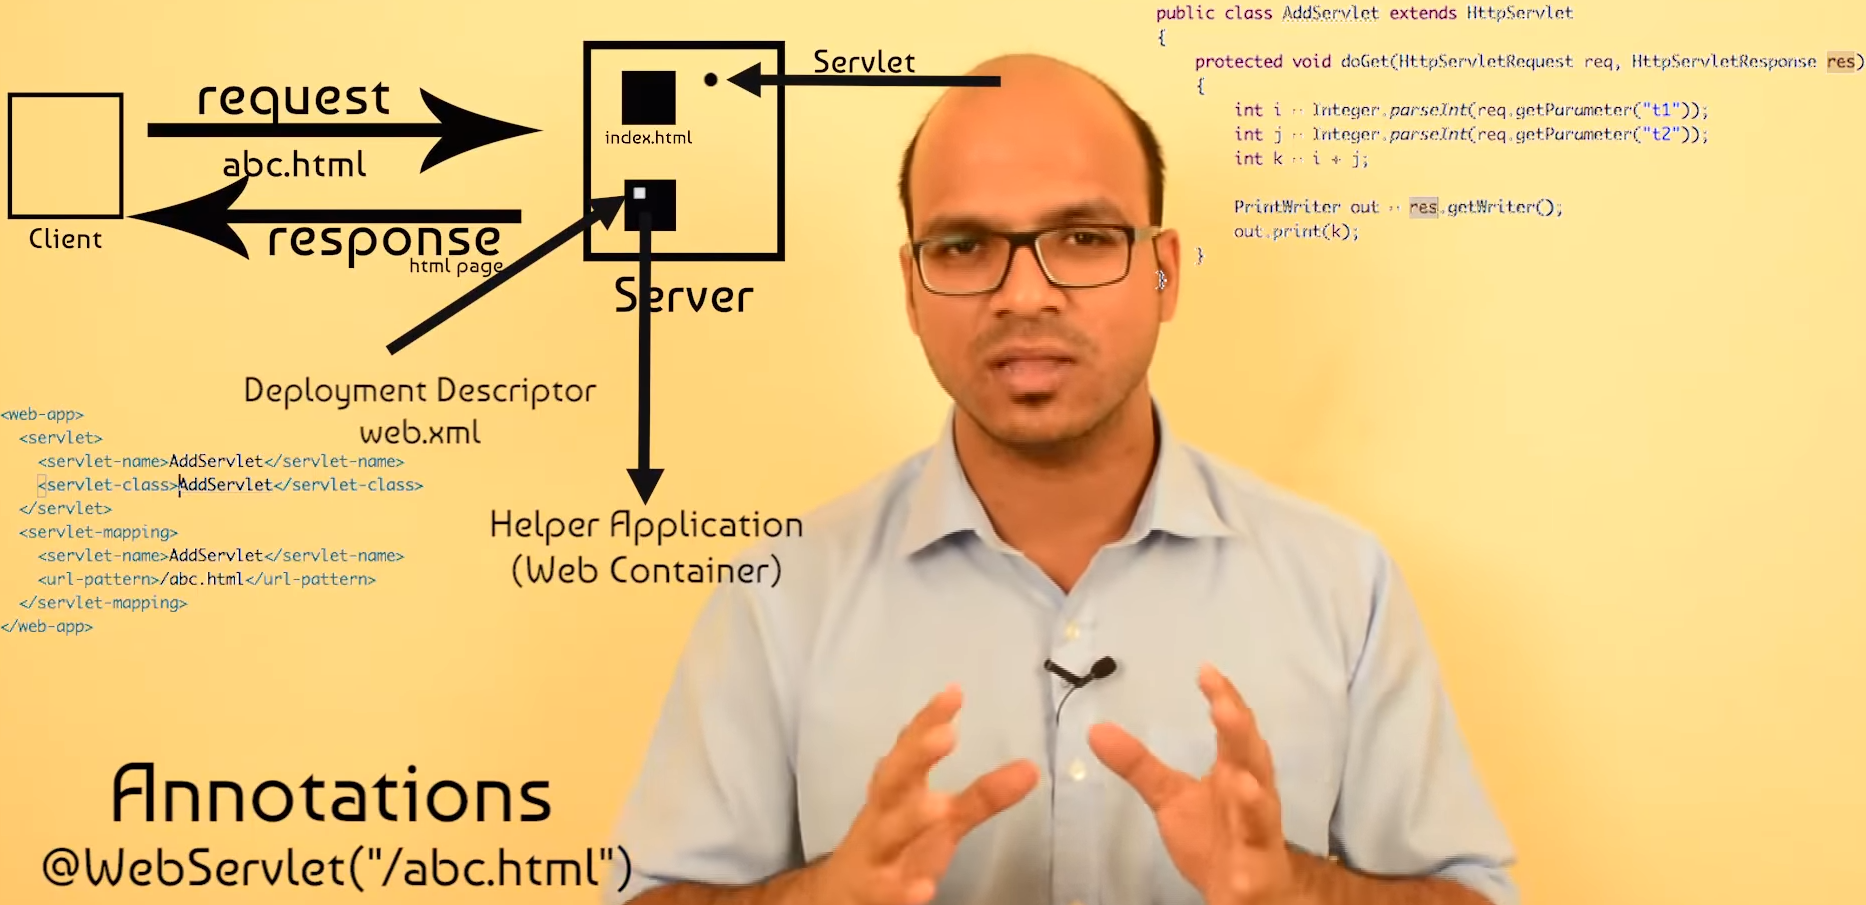 request
abc.html
Client
response
html page
index.html
Servlet
Server
Deployment Descriptor
web.xml
Helper Application
(Web Container)
<web-app>
<servlet>
<servlet-name>AddServlet</servlet-name>
<servlet-class>AddServlet</servlet-class>
</servlet>
<servlet-mapping>
<servlet-name>AddServlet</servlet-name>
<url-pattern>/abc.html</url-pattern>
</servlet-mapping>
</web-app>
Annotations
@WebServlet("/abc.html")
public class AddServlet extends HttpServlet
{
protected void doGet(HttpServletRequest req, HttpServletResponse res)
{
int i = Integer.parseInt(req.getParameter("t1"));
int j = Integer.parseInt(req.getParameter("t2"));
int k = i + j;
PrintWriter out = res.getWriter();
out.print(k);
}
}